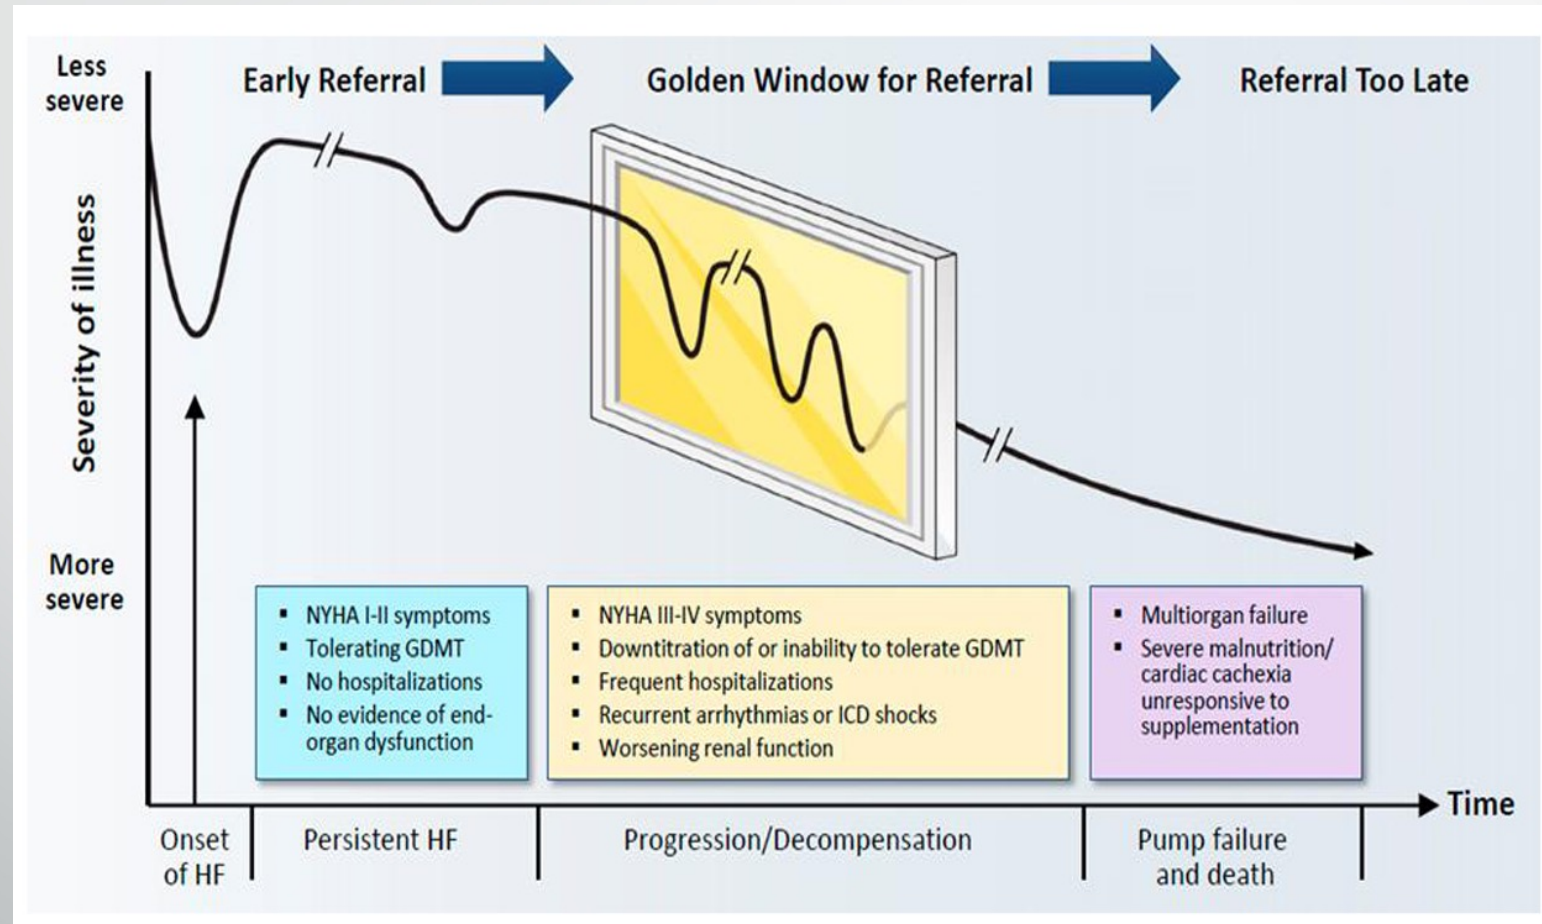 Less
severe
Early Referral
Golden Window for Referral
Referral Too Late
Severity of illness
More
severe
▪ NYHA I-II symptoms
▪ Tolerating GDMT
▪ No hospitalizations
▪ No evidence of end-
organ dysfunction
▪ NYHA III-IV symptoms
▪ Downtitration of or inability to tolerate GDMT
▪ Frequent hospitalizations
▪ Recurrent arrhythmias or ICD shocks
▪ Worsening renal function
▪ Multiorgan failure
▪ Severe malnutrition/
cardiac cachexia
unresponsive to
supplementation
Time
Onset
of HF
Persistent HF
Progression/Decompensation
Pump failure
and death